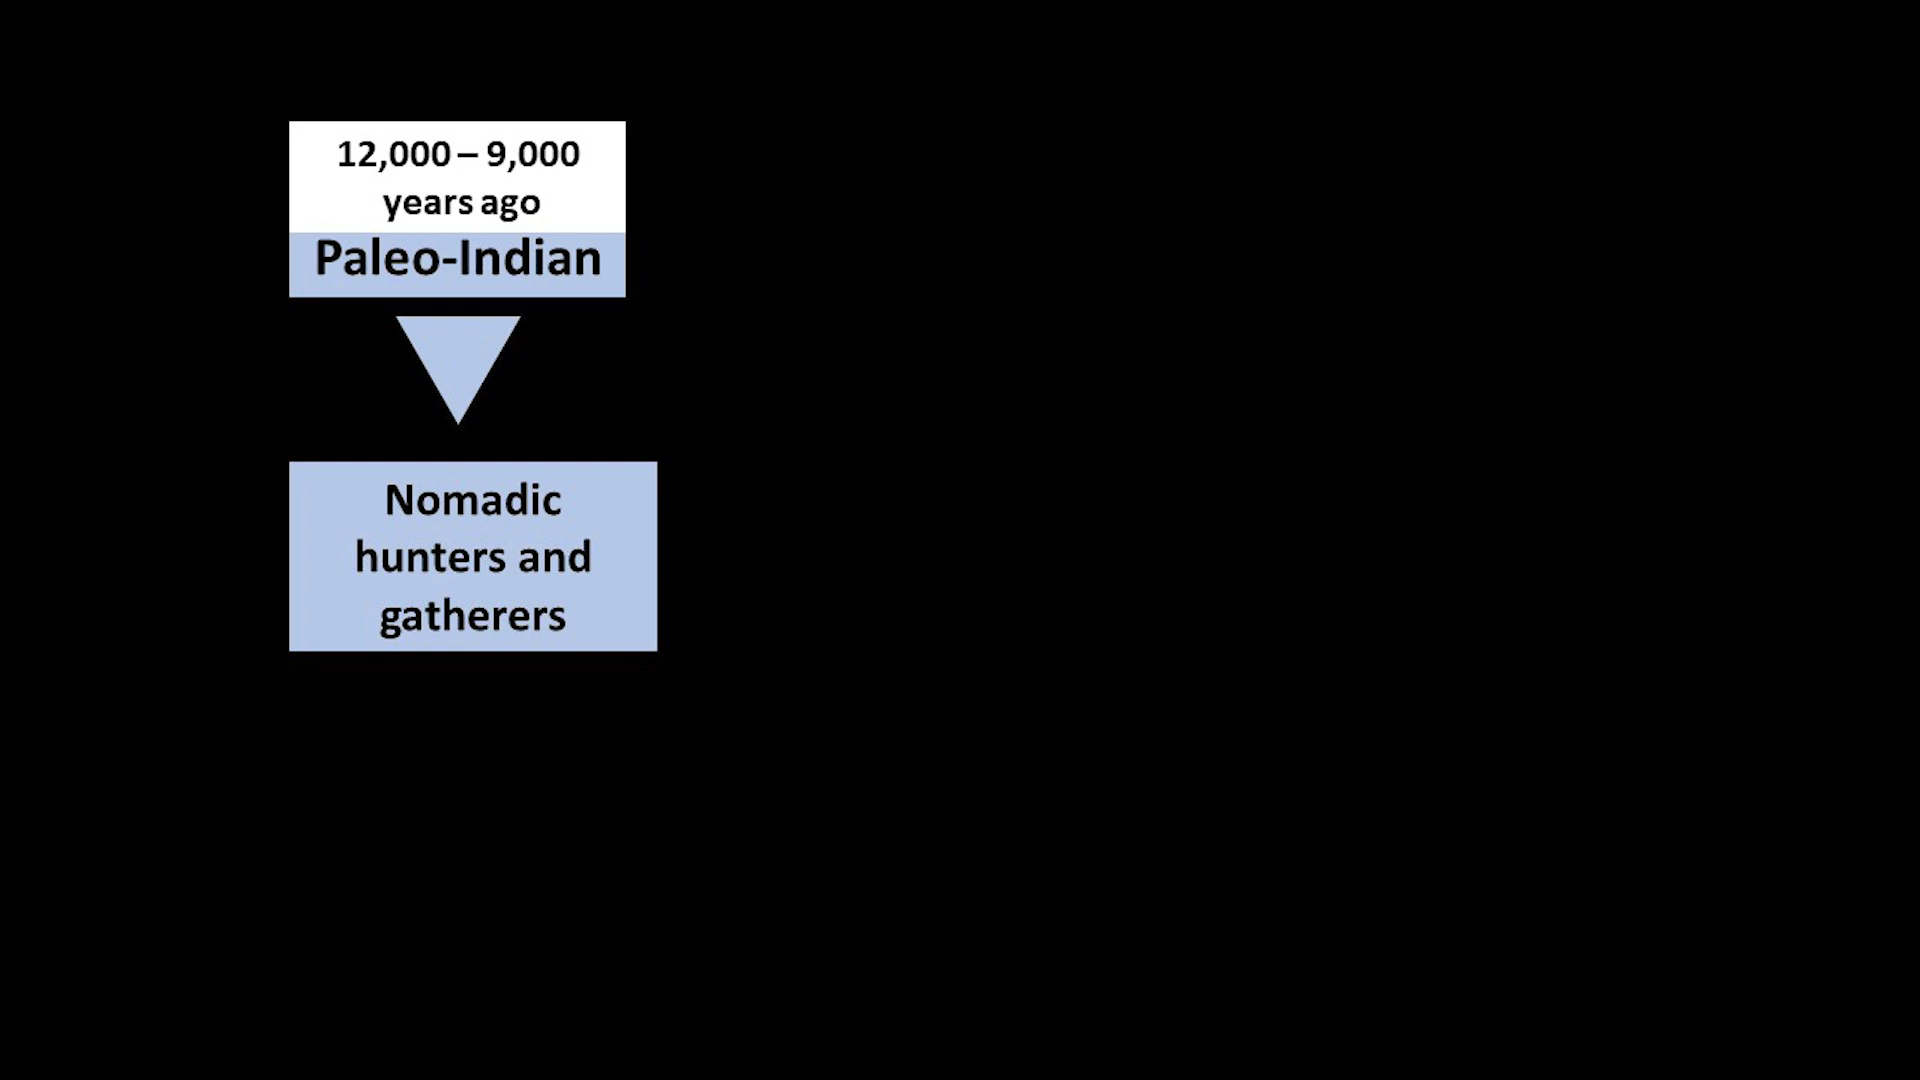 12,000 – 9,000
years ago
Paleo-Indian
Nomadic
hunters and
gatherers